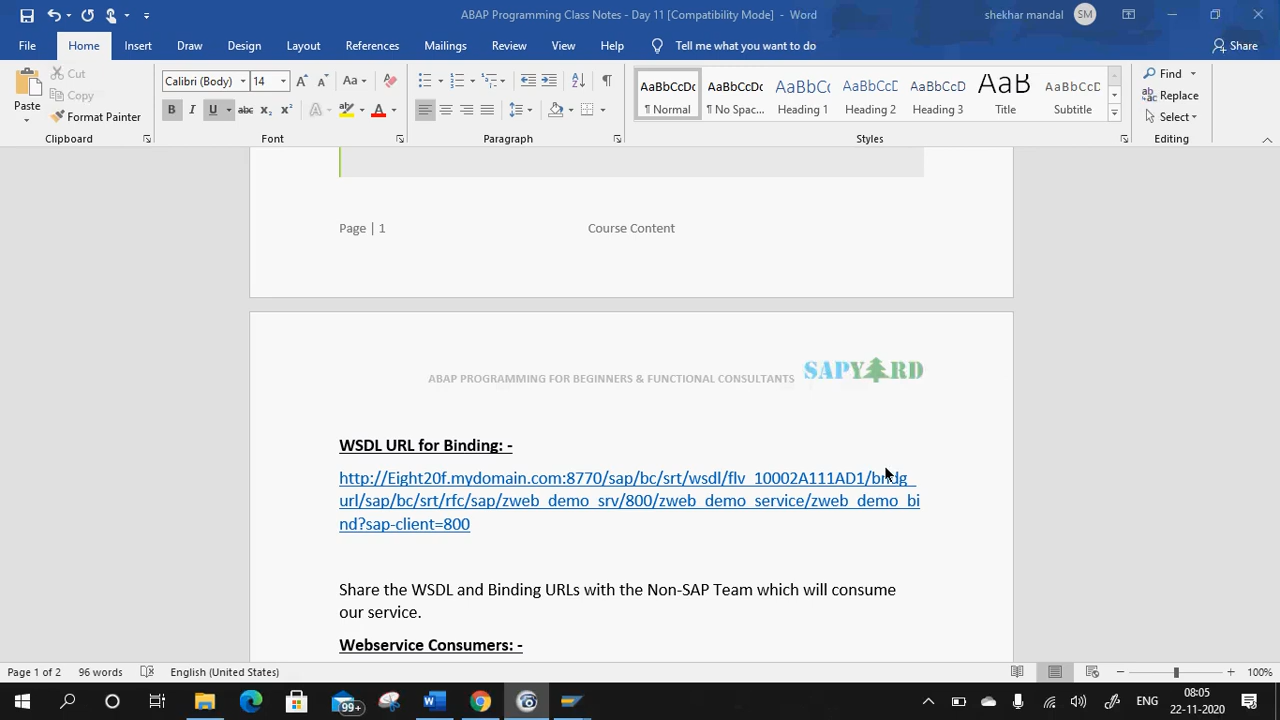 ABAP Programming Class Notes - Day 11 [Compatibility Mode] - Word
shekhar mandal
SM
File
Home
Insert
Draw
Design
Layout
References
Mailings
Review
View
Help
Tell me what you want to do
Share
Paste
Cut
Copy
Format Painter
Clipboard
Calibri (Body)
14
Aa
B I U abc x₂ x²
A
A
Font
Paragraph
AaBbCcDc
¶ Normal
AaBbCcDc
¶ No Spac...
AaBbCc
Heading 1
AaBbCcD
Heading 2
AaBbCcD
Heading 3
AaB
Title
AaBbCcDc
Subtitle
Styles
Find
Replace
Select
Editing
Page | 1
Course Content
ABAP PROGRAMMING FOR BEGINNERS & FUNCTIONAL CONSULTANTS
SAPYARD
WSDL URL for Binding: -
http://Eight20f.mydomain.com:8770/sap/bc/srt/wsdl/flv_10002A111AD1/bndg_
url/sap/bc/srt/rfc/sap/zweb_demo_srv/800/zweb_demo_service/zweb_demo_bi
nd?sap-client=800
Share the WSDL and Binding URLs with the Non-SAP Team which will consume
our service.
Webservice Consumers: -
Page 1 of 2
96 words
English (United States)
100%
99+
ENG
08:05
22-11-2020